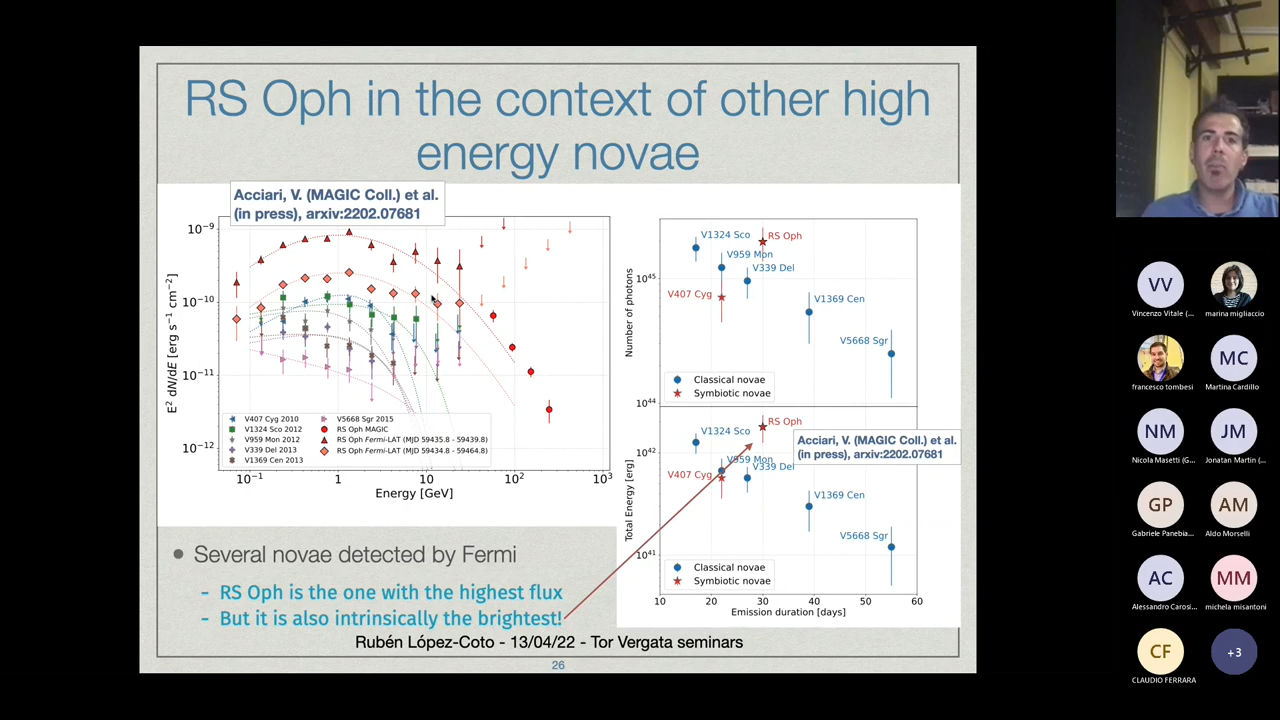 RS Oph in the context of other high
energy novae
Acciari, V. (MAGIC Coll.) et al.
(in press), arxiv:2202.07681
10⁻⁹
10⁻¹⁰
10⁻¹¹
10⁻¹²
E² dN/dE [erg s⁻¹ cm⁻²]
V407 Cyg 2010
V1324 Sco 2012
V959 Mon 2012
V339 Del 2013
V1369 Cen 2013
V5668 Sgr 2015
RS Oph MAGIC
RS Oph Fermi-LAT (MJD 59435.8 - 59439.8)
RS Oph Fermi-LAT (MJD 59434.8 - 59464.8)
10⁻¹ 1 10 10² 10³
Energy [GeV]
Number of photons
10⁴⁵
10⁴⁴
V1324 Sco
RS Oph
V959 Mon
V339 Del
V407 Cyg
V1369 Cen
V5668 Sgr
Classical novae
Symbiotic novae
Total Energy [erg]
10⁴²
10⁴¹
RS Oph
V1324 Sco
Acciari, V. (MAGIC Coll.) et al.
(in press), arxiv:2202.07681
V959 Mon
V339 Del
V407 Cyg
V1369 Cen
V5668 Sgr
Classical novae
Symbiotic novae
10 20 30 40 50 60
Emission duration [days]
● Several novae detected by Fermi
- RS Oph is the one with the highest flux
- But it is also intrinsically the brightest!
Rubén López-Coto - 13/04/22 - Tor Vergata seminars
26
VV
Vincenzo Vitale (...
marina migliaccio
francesco tombesi
MC
Martina Cardillo
NM
Nicola Masetti (G...
JM
Jonatan Martin (...
GP
Gabriele Panebia...
AM
Aldo Morselli
AC
Alessandro Carosi...
MM
michela misantoni
CF
CLAUDIO FERRARA
+3